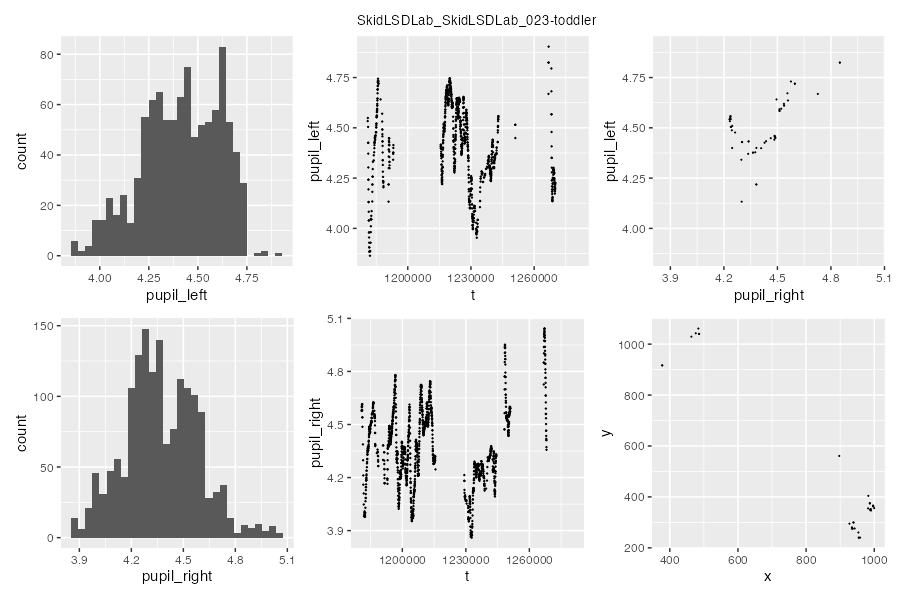 SkidLSDLab_SkidLSDLab_023-toddler
80
60
40
20
0
count
4.00 4.25 4.50 4.75
pupil_left
4.75
4.50
4.25
4.00
pupil_left
1200000 1230000 1260000
t
4.75
4.50
4.25
4.00
pupil_left
3.9 4.2 4.5 4.8 5.1
pupil_right
150
100
50
0
count
3.9 4.2 4.5 4.8 5.1
pupil_right
5.1
4.8
4.5
4.2
3.9
pupil_right
1200000 1230000 1260000
t
1000
800
600
400
200
y
400 600 800 1000
x